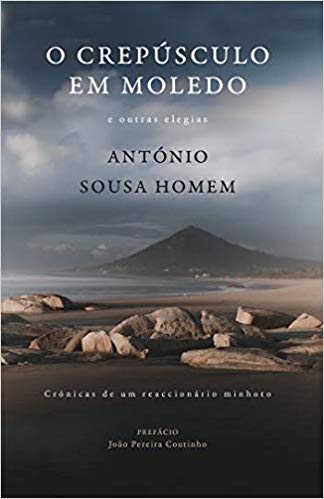 O CREPÚSCULO
EM MOLEDO
e outras elegias
ANTÓNIO
SOUSA HOMEM
Crónicas de um reaccionário minhoto
PREFÁCIO
João Pereira Coutinho